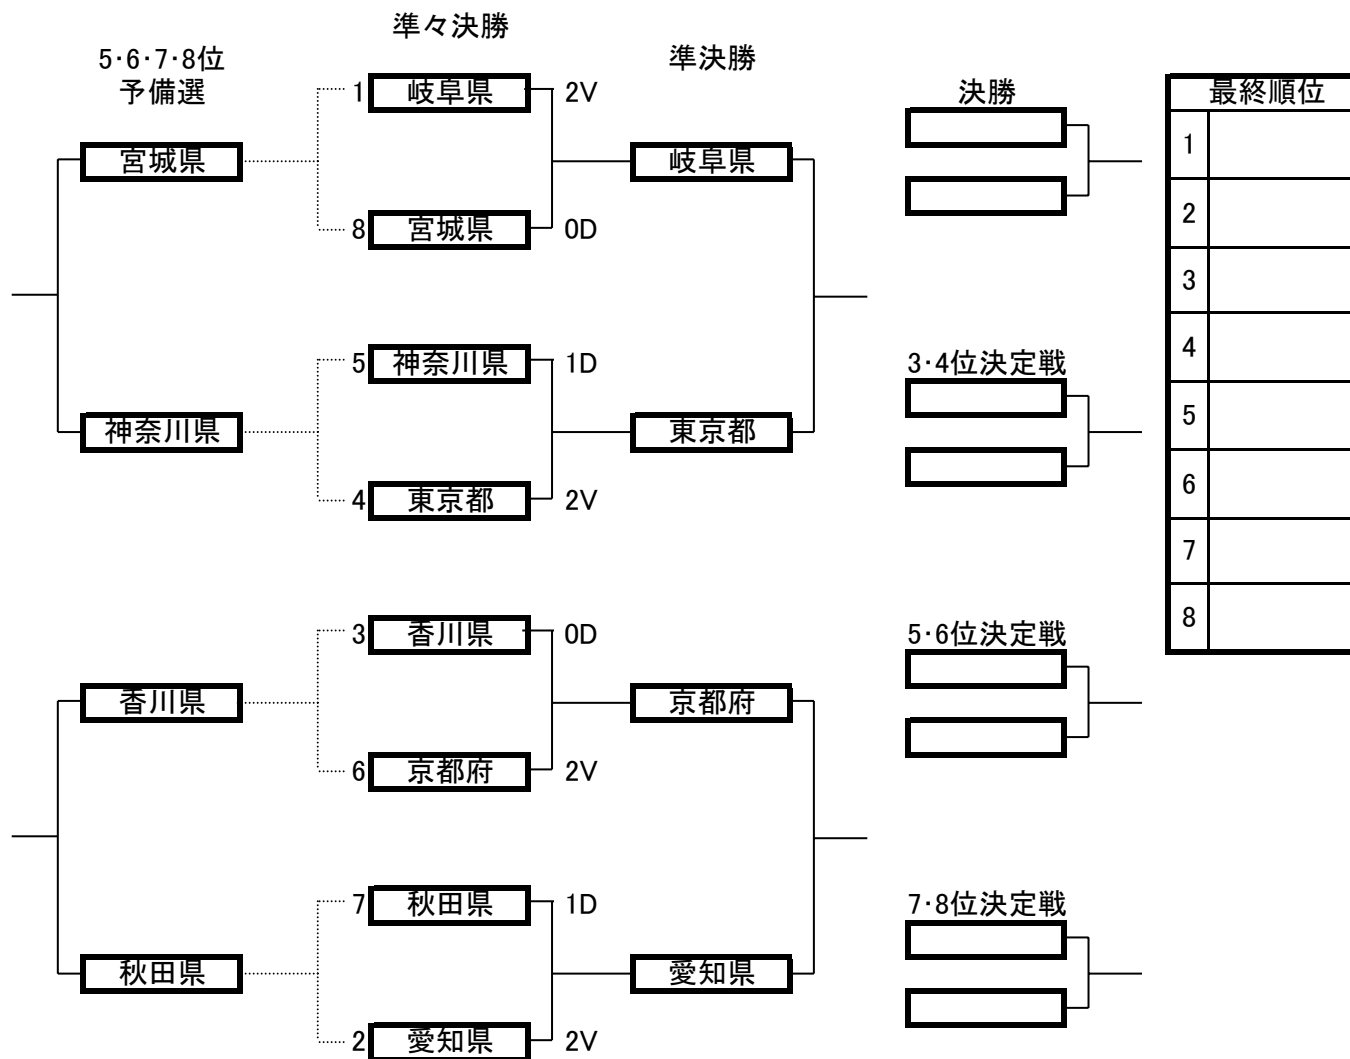 準々決勝
5・6・7・8位
予備選
準決勝
決勝
最終順位
1 岐阜県 2V
宮城県
岐阜県
8 宮城県 0D
5 神奈川県 1D
神奈川県
東京都
4 東京都 2V
3・4位決定戦
3 香川県 0D
香川県
京都府
6 京都府 2V
5・6位決定戦
7 秋田県 1D
秋田県
愛知県
2 愛知県 2V
7・8位決定戦
1
2
3
4
5
6
7
8